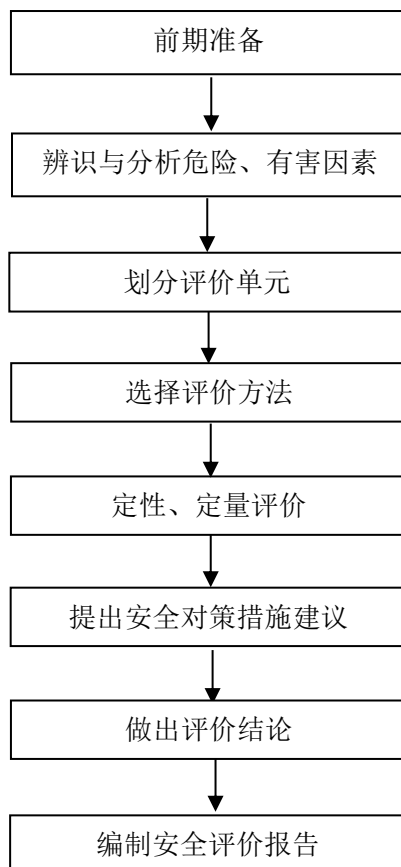 前期准备
辨识与分析危险、有害因素
划分评价单元
选择评价方法
定性、定量评价
提出安全对策措施建议
做出评价结论
编制安全评价报告